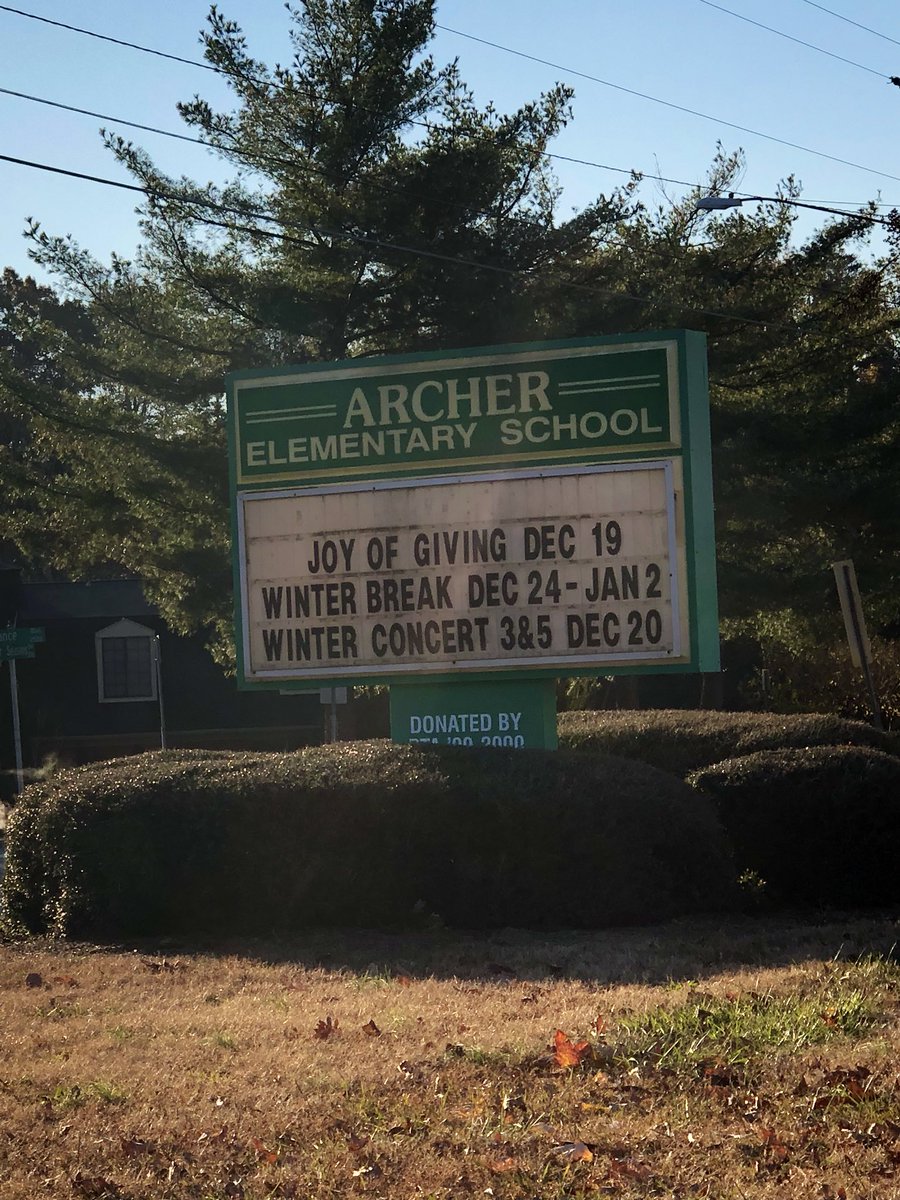 ARCHER
ELEMENTARY SCHOOL
JOY OF GIVING DEC 19
WINTER BREAK DEC 24 - JAN 2
WINTER CONCERT 3&5 DEC 20
DONATED BY